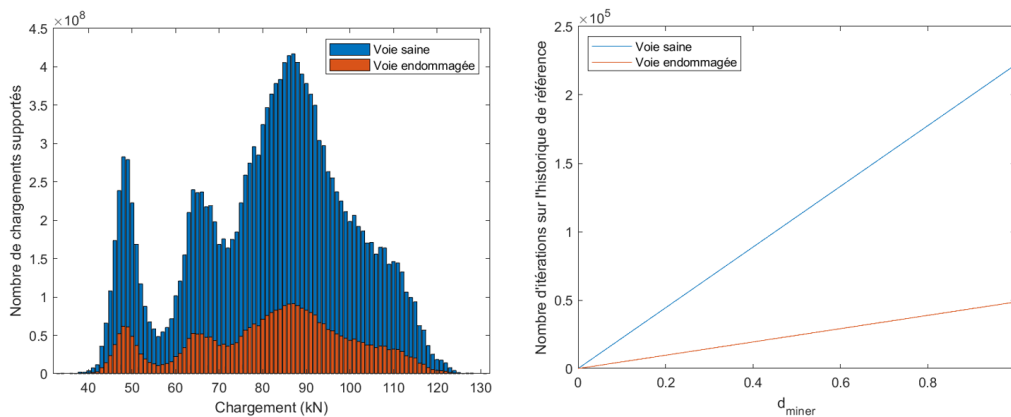 ×10⁸
4.5
4
3.5
3
2.5
2
1.5
1
0.5
0
Nombre de chargements supportés
Voie saine
Voie endommagée
40 50 60 70 80 90 100 110 120 130
Chargement (kN)
×10⁵
2.5
2
1.5
1
0.5
0
Nombre d'itérations sur l'historique de référence
Voie saine
Voie endommagée
0 0.2 0.4 0.6 0.8
d_miner